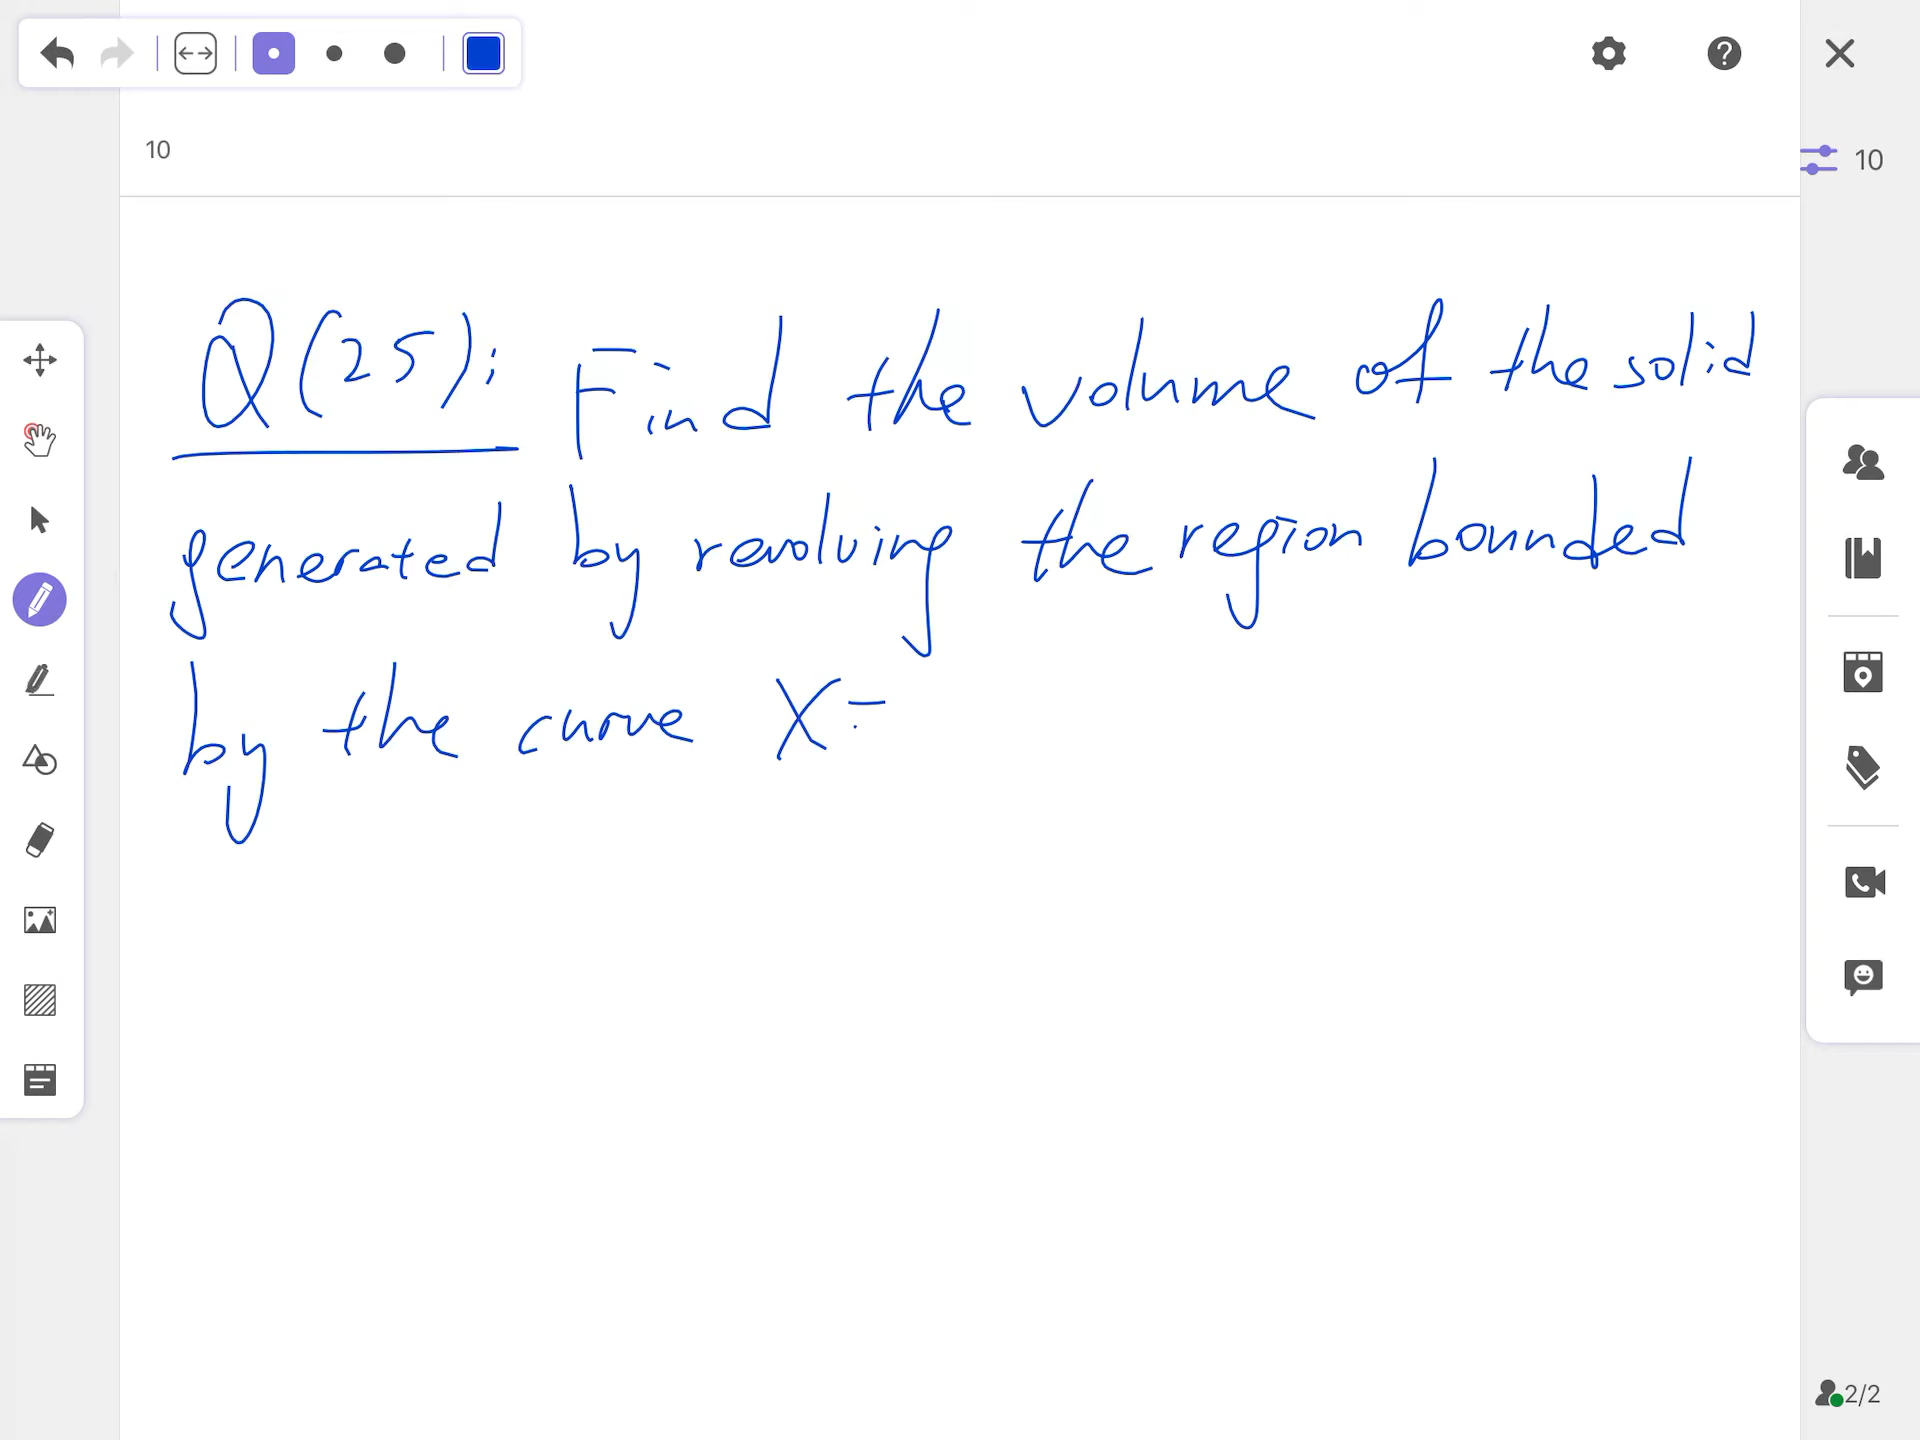 10
10
Q(25): Find the volume of the solid
generated by revolving the region bounded
by the curve X=
2/2